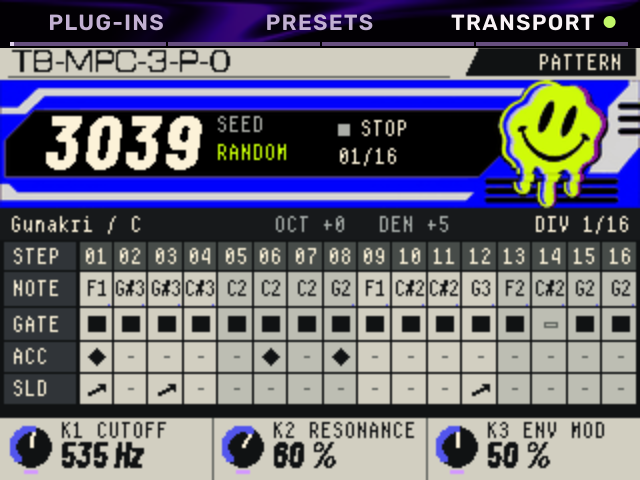 PLUG-INS PRESETS TRANSPORT
TB-MPC-3-P-0 PATTERN
3039 SEED RANDOM
STOP
01/16
Gunakri / C OCT +0 DEN +5 DIV 1/16
STEP 01 02 03 04 05 06 07 08 09 10 11 12 13 14 15 16
NOTE F1 G#3 G#3 C#3 C2 C2 C2 G2 F1 C#2 C#2 G3 F2 C#2 G2 G2
GATE
ACC - - - - - - - - - - - - -
SLD - - - - - - - - - - - - -
K1 CUTOFF K2 RESONANCE K3 ENV MOD
535 Hz 60 % 50 %